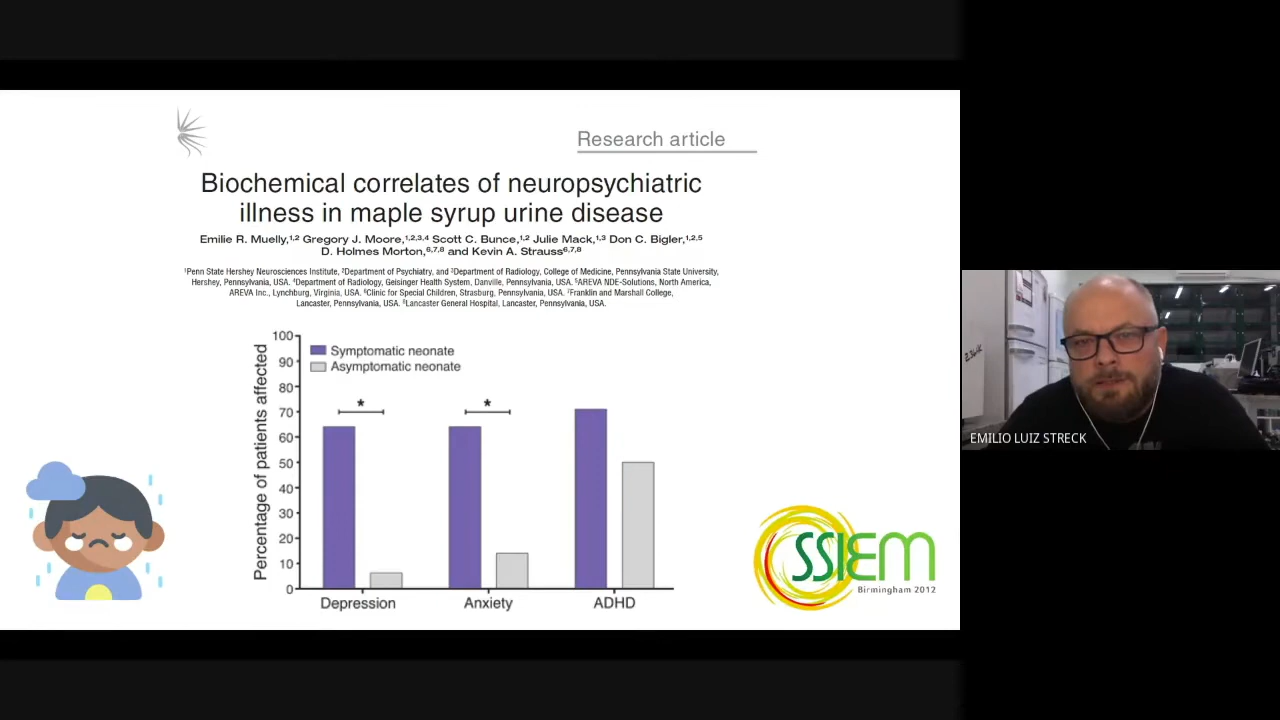 Research article
Biochemical correlates of neuropsychiatric
illness in maple syrup urine disease
Emilie R. Muelly,1,2 Gregory J. Moore,1,2,3,4 Scott C. Bunce,1,2 Julie Mack,1,3 Don C. Bigler,1,2,5
D. Holmes Morton,6,7,8 and Kevin A. Strauss6,7,8
1Penn State Hershey Neurosciences Institute, 2Department of Psychiatry, and 3Department of Radiology, College of Medicine, Pennsylvania State University,
Hershey, Pennsylvania, USA. 4Department of Radiology, Geisinger Health System, Danville, Pennsylvania, USA. 5AREVA NDE-Solutions, North America,
AREVA Inc., Lynchburg, Virginia, USA. 6Clinic for Special Children, Strasburg, Pennsylvania, USA. 7Franklin and Marshall College,
Lancaster, Pennsylvania, USA. 8Lancaster General Hospital, Lancaster, Pennsylvania, USA.
Percentage of patients affected
100
90
80
70
60
50
40
30
20
10
0
Symptomatic neonate
Asymptomatic neonate
*
*
Depression Anxiety ADHD
SSIEM
Birmingham 2012
EMILIO LUIZ STRECK